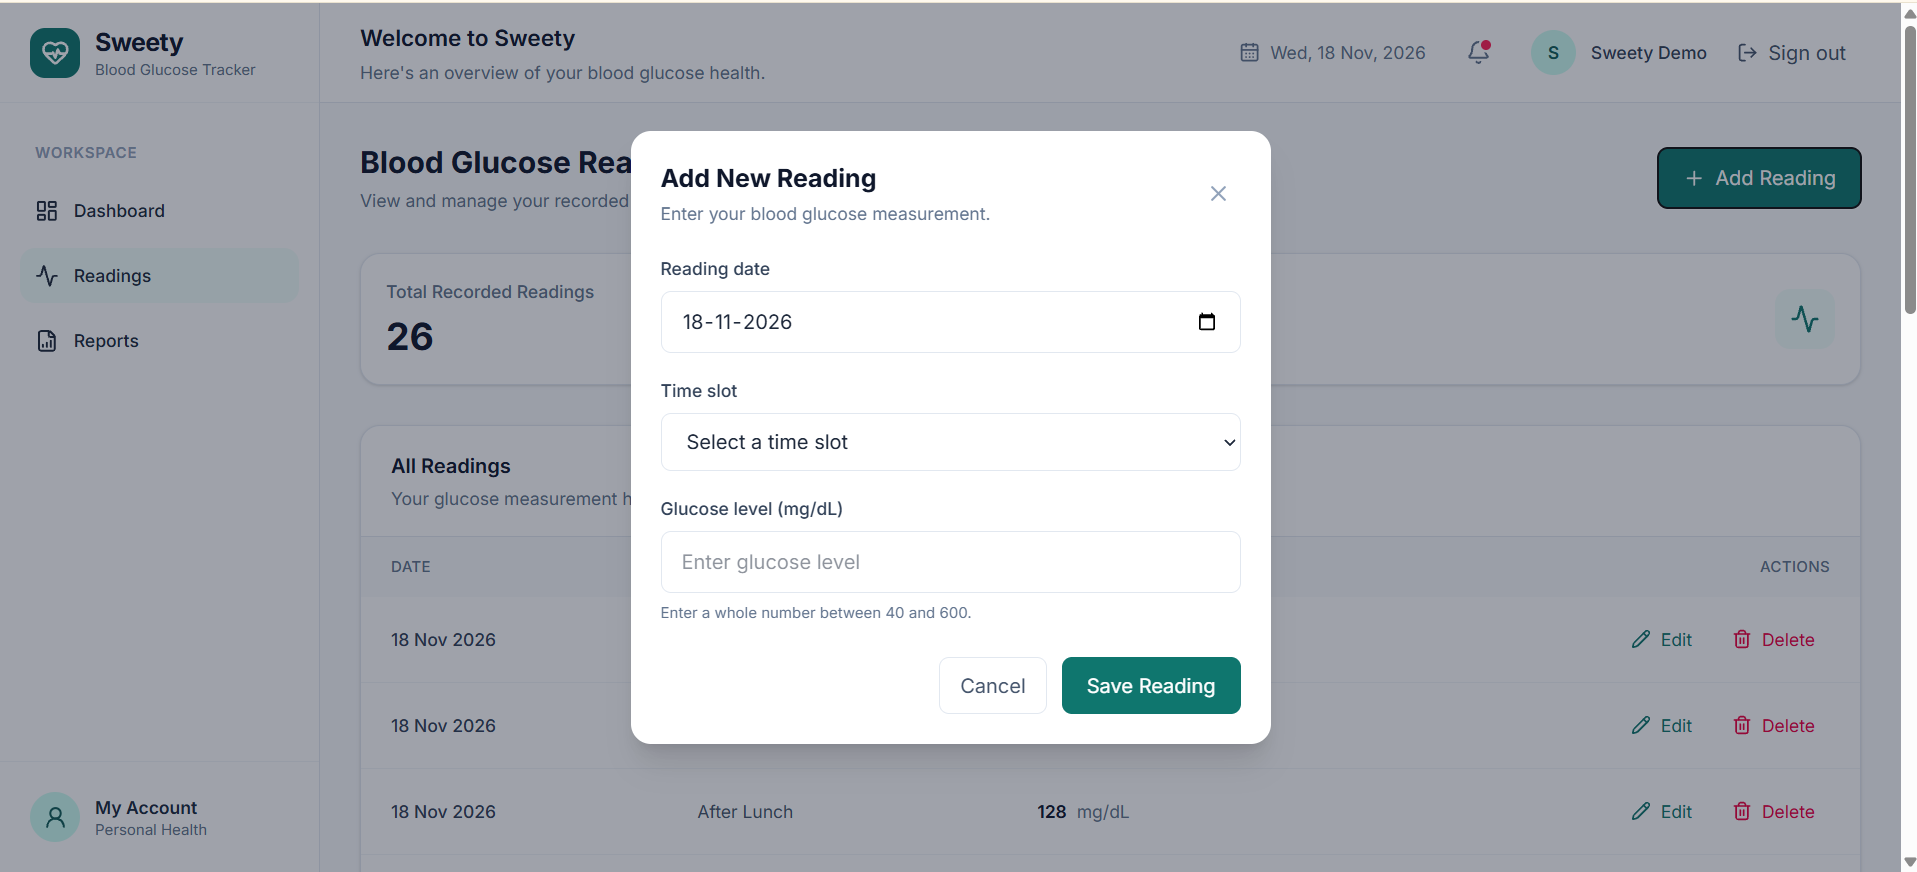 Sweety
Blood Glucose Tracker
Welcome to Sweety
Here's an overview of your blood glucose health.
Wed, 18 Nov, 2026
S
Sweety Demo
Sign out
WORKSPACE
Dashboard
Readings
Reports
My Account
Personal Health
Blood Glucose Rea
View and manage your recorded
+ Add Reading
Total Recorded Readings
26
All Readings
Your glucose measurement h
DATE
ACTIONS
18 Nov 2026
Edit
Delete
18 Nov 2026
Edit
Delete
18 Nov 2026
After Lunch
128 mg/dL
Edit
Delete
Add New Reading
Enter your blood glucose measurement.
Reading date
18-11-2026
Time slot
Select a time slot
Glucose level (mg/dL)
Enter glucose level
Enter a whole number between 40 and 600.
Cancel
Save Reading